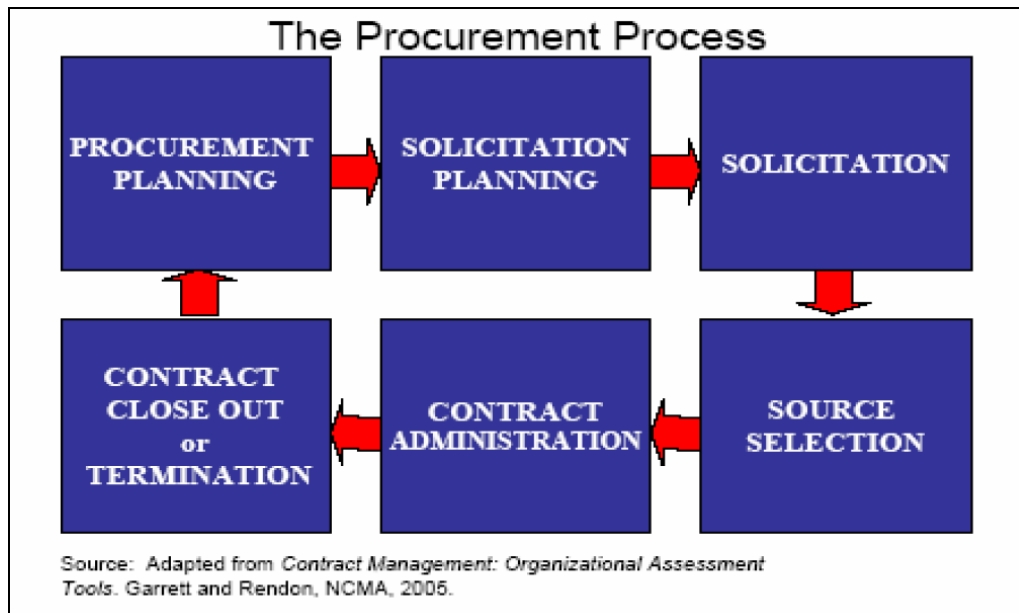 The Procurement Process
PROCUREMENT
PLANNING
SOLICITATION
PLANNING
SOLICITATION
CONTRACT
CLOSE OUT
or
TERMINATION
CONTRACT
ADMINISTRATION
SOURCE
SELECTION
Source:  Adapted from Contract Management: Organizational Assessment
Tools. Garrett and Rendon, NCMA, 2005.